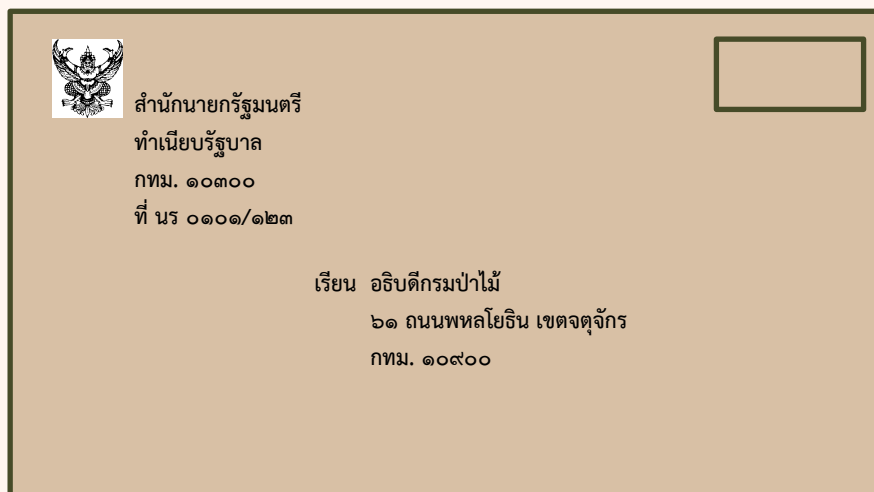 สำนักนายกรัฐมนตรี
ทำเนียบรัฐบาล
กทม. ๑๐๓๐๐
ที่ นร ๐๑๐๑/๑๒๓
เรียน อธิบดีกรมป่าไม้
๖๑ ถนนพหลโยธิน เขตจตุจักร
กทม. ๑๐๙๐๐